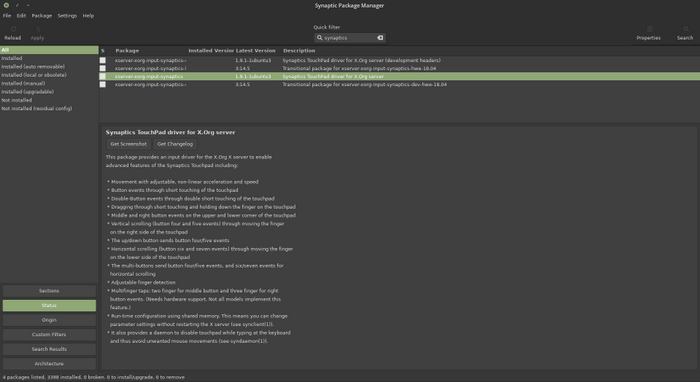 Synaptic Package Manager
File Edit Package Settings Help
Quick filter
Reload Apply synaptics Properties Search
All S Package Installed Version Latest Version Description
Installed xserver-xorg-input-synaptics- 1.9.1-1ubuntu3 Synaptics TouchPad driver for X.Org server (development headers)
Installed (auto removable) xserver-xorg-input-synaptics- 3:14.5 Transitional package for xserver-xorg-input-synaptics-hwe-18.04
Installed (local or obsolete) xserver-xorg-input-synaptics 1.9.1-1ubuntu3 Synaptics TouchPad driver for X.Org server
Installed (manual) xserver-xorg-input-synaptics- 3:14.5 Transitional package for xserver-xorg-input-synaptics-dev-hwe-18.04
Installed (upgradable)
Not installed
Not installed (residual config)
Synaptics TouchPad driver for X.Org server
Get Screenshot Get Changelog
This package provides an input driver for the X.Org X server to enable
advanced features of the Synaptics Touchpad including:
* Movement with adjustable, non-linear acceleration and speed
* Button events through short touching of the touchpad
* Double-Button events through double short touching of the touchpad
* Dragging through short touching and holding down the finger on the touchpad
* Middle and right button events on the upper and lower corner of the touchpad
* Vertical scrolling (button four and five events) through moving the finger
on the right side of the touchpad
* The up/down button sends button four/five events
* Horizontal scrolling (button six and seven events) through moving the finger
on the lower side of the touchpad
* The multi-buttons send button four/five events, and six/seven events for
horizontal scrolling
* Adjustable finger detection
* Multifinger taps: two finger for middle button and three finger for right
button events. (Needs hardware support. Not all models implement this
feature.)
* Run-time configuration using shared memory. This means you can change
parameter settings without restarting the X server (see synclient(1)).
* It also provides a daemon to disable touchpad while typing at the keyboard
and thus avoid unwanted mouse movements (see syndaemon(1)).
Sections
Status
Origin
Custom Filters
Search Results
Architecture
4 packages listed, 3388 installed, 0 broken. 0 to install/upgrade, 0 to remove